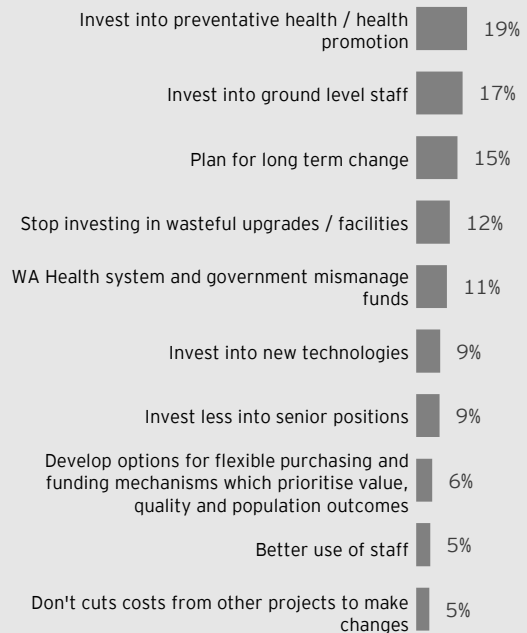 Invest into preventative health / health
promotion
19%
Invest into ground level staff
17%
Plan for long term change
15%
Stop investing in wasteful upgrades / facilities
12%
WA Health system and government mismanage
funds
11%
Invest into new technologies
9%
Invest less into senior positions
9%
Develop options for flexible purchasing and
funding mechanisms which prioritise value,
quality and population outcomes
6%
Better use of staff
5%
Don't cuts costs from other projects to make
changes
5%